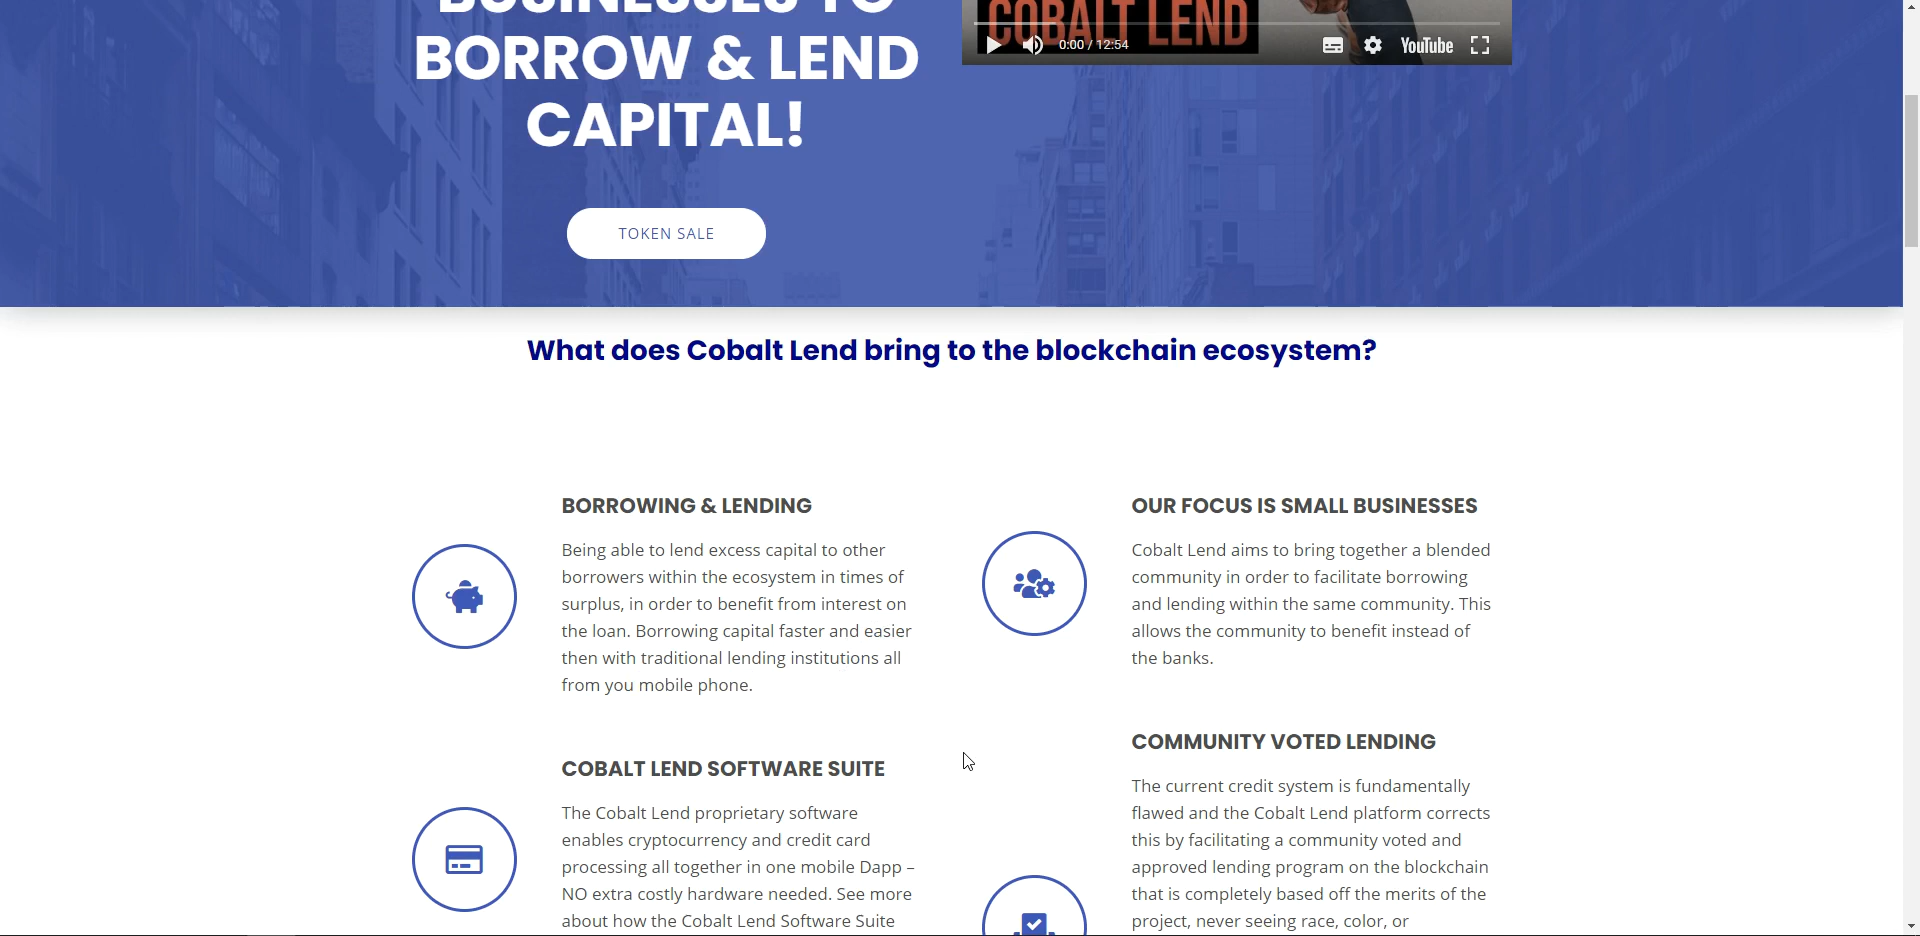 BUSINESSES TO
BORROW & LEND
CAPITAL!
COBALT LEND
0:00 / 12:54
YouTube
TOKEN SALE
What does Cobalt Lend bring to the blockchain ecosystem?
BORROWING & LENDING
Being able to lend excess capital to other
borrowers within the ecosystem in times of
surplus, in order to benefit from interest on
the loan. Borrowing capital faster and easier
then with traditional lending institutions all
from you mobile phone.
OUR FOCUS IS SMALL BUSINESSES
Cobalt Lend aims to bring together a blended
community in order to facilitate borrowing
and lending within the same community. This
allows the community to benefit instead of
the banks.
COBALT LEND SOFTWARE SUITE
The Cobalt Lend proprietary software
enables cryptocurrency and credit card
processing all together in one mobile Dapp –
NO extra costly hardware needed. See more
about how the Cobalt Lend Software Suite
COMMUNITY VOTED LENDING
The current credit system is fundamentally
flawed and the Cobalt Lend platform corrects
this by facilitating a community voted and
approved lending program on the blockchain
that is completely based off the merits of the
project, never seeing race, color, or